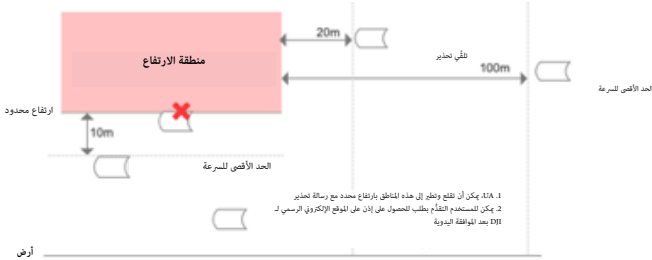 20m
منطقة الارتفاع
تلقّي تحذير
100m
الحد الأقصى للسرعة
ارتفاع محدود
10m
الحد الأقصى للسرعة
1. UA، يمكن أن تقلع وتطير إلى هذه المناطق بارتفاع محدد مع رسالة تحذير
2. يمكن للمستخدم التقدُّم بطلب للحصول على إذن على الموقع الإلكتروني الرسمي لـ
DJI بعد الموافقة اليدوية
أرض